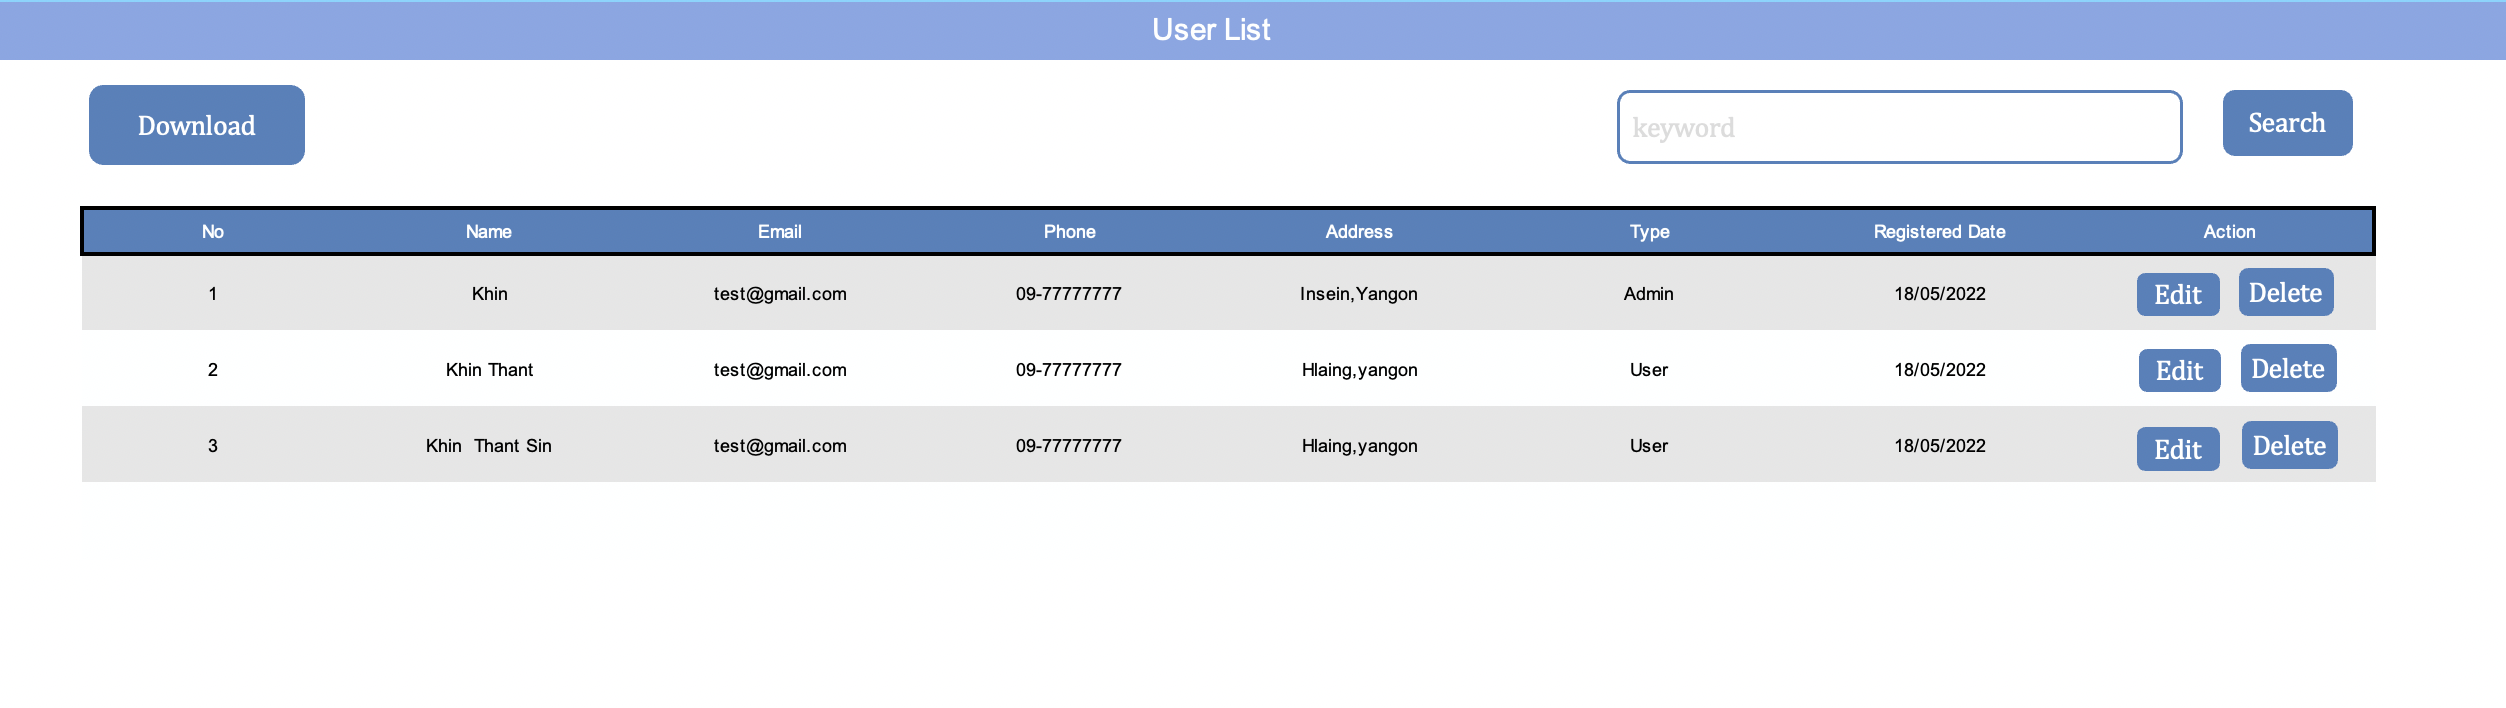 User List
Download keyword Search
No Name Email Phone Address Type Registered Date Action
1 Khin test@gmail.com 09-77777777 Insein,Yangon Admin 18/05/2022 Edit Delete
2 Khin Thant test@gmail.com 09-77777777 Hlaing,yangon User 18/05/2022 Edit Delete
3 Khin  Thant Sin test@gmail.com 09-77777777 Hlaing,yangon User 18/05/2022 Edit Delete